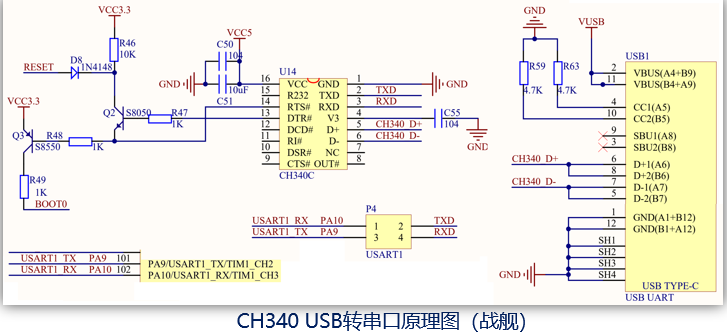 VCC3.3
R46
10K
RESET
D8
1N4148
Q2
S8050
R47
1K
VCC3.3
Q3
S8550
R48
1K
R49
1K
BOOT0
VCC5
C50
104
GND
10uF
C51
U14
16 VCC GND 1
15 R232 TXD 2 TXD
14 RTS# RXD 3 RXD
13 DTR# V3 4
12 DCD# D+ 5 CH340_D+
11 RI# D- 6 CH340_D-
10 DSR# NC 7
9 CTS# OUT# 8
CH340C
GND
C55
104
GND
GND
VUSB
R59
4.7K
R63
4.7K
USB1
2 VBUS(A4+B9)
11 VBUS(B4+A9)
4 CC1(A5)
10 CC2(B5)
9 SBU1(A8)
3 SBU2(B8)
CH340_D+
6 D+1(A6)
8 D+2(B6)
CH340_D-
7 D-1(A7)
5 D-2(B7)
1 GND(A1+B12)
12 GND(B1+A12)
SH1
SH2
GND
SH3
SH4
USB TYPE-C
USB UART
P4
USART1_RX PA10 1 2 TXD
USART1_TX PA9 3 4 RXD
USART1
USART1_TX PA9 101 PA9/USART1_TX/TIM1_CH2
USART1_RX PA10 102 PA10/USART1_RX/TIM1_CH3
CH340 USB转串口原理图（战舰）